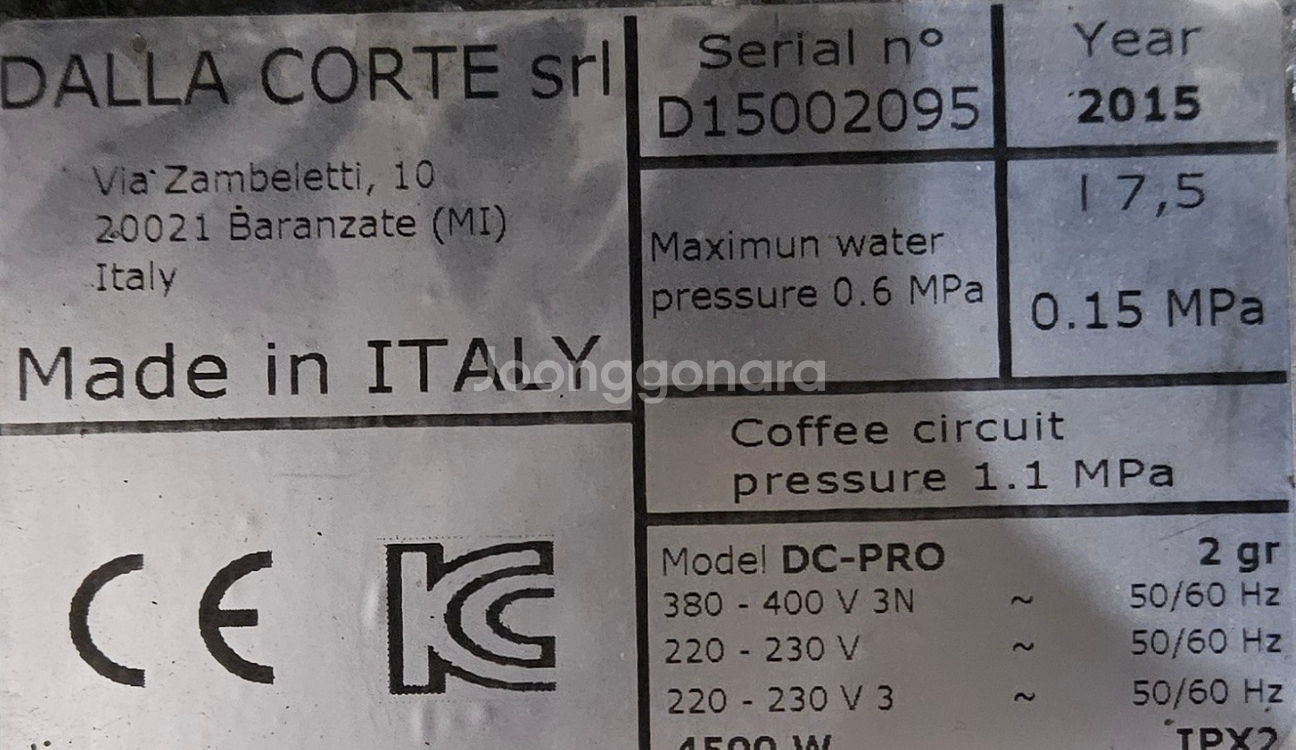 DALLA CORTE srl
Via Zambeletti, 10
20021 Baranzate (MI)
Italy
Made in ITALY
CE
KC
Serial n°
D15002095
Year
2015
Maximun water
pressure 0.6 MPa
l 7,5
0.15 MPa
Coffee circuit
pressure 1.1 MPa
Model DC-PRO 2 gr
380 - 400 V 3N ~ 50/60 Hz
220 - 230 V ~ 50/60 Hz
220 - 230 V 3 ~ 50/60 Hz
4500 W IPX2
Joonggonara